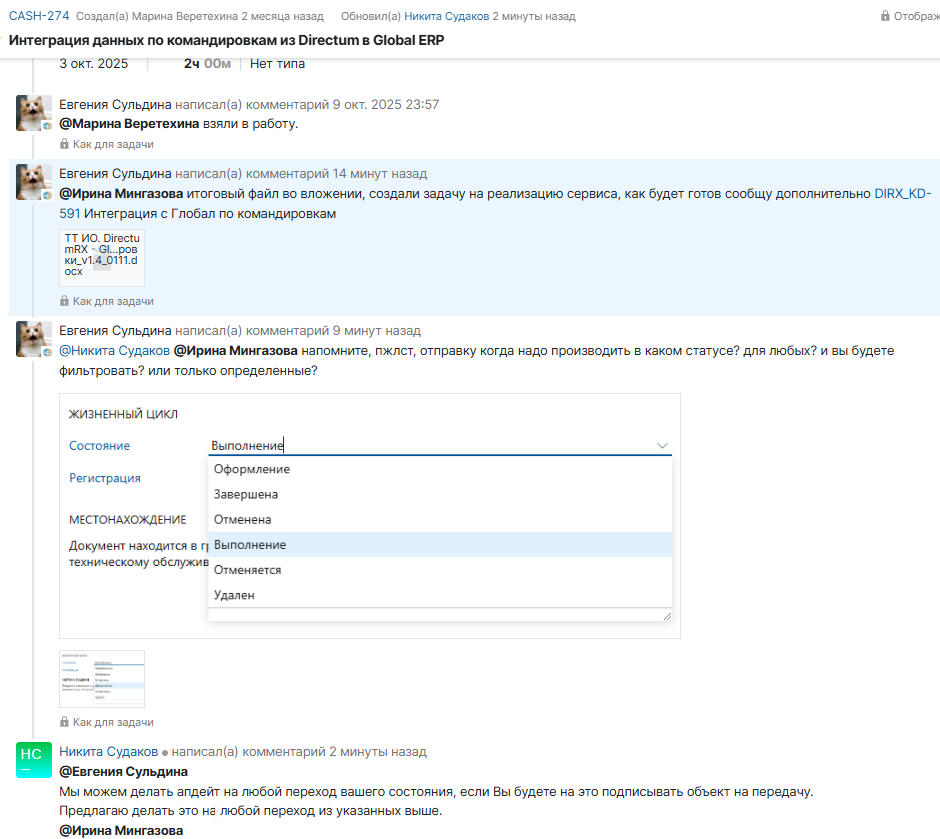 CASH-274 Создал(а) Марина Веретехина 2 месяца назад Обновил(а) Никита Судаков 2 минуты назад Отображ
Интеграция данных по командировкам из Directum в Global ERP
3 окт. 2025 2ч 00м Нет типа
Евгения Сульдина написал(а) комментарий 9 окт. 2025 23:57
@Марина Веретехина взяли в работу.
Как для задачи
Евгения Сульдина написал(а) комментарий 14 минут назад
@Ирина Мингазова итоговый файл во вложении, создали задачу на реализацию сервиса, как будет готов сообщу дополнительно DIRX_KD-
591 Интеграция с Глобал по командировкам
ТТ ИО. Directu
mRX - Gl...ров
ки_v1.4_0111.d
ocx
Как для задачи
Евгения Сульдина написал(а) комментарий 9 минут назад
@Никита Судаков @Ирина Мингазова напомните, пжлст, отправку когда надо производить в каком статусе? для любых? и вы будете
фильтровать? или только определенные?
ЖИЗНЕННЫЙ ЦИКЛ
Состояние Выполнение
Оформление
Регистрация
Завершена
МЕСТОНАХОЖДЕНИЕ Отменена
Документ находится в гр Выполнение
техническому обслужив Отменяется
Удален
Как для задачи
НС
Никита Судаков написал(а) комментарий 2 минуты назад
@Евгения Сульдина
Мы можем делать апдейт на любой переход вашего состояния, если Вы будете на это подписывать объект на передачу.
Предлагаю делать это на любой переход из указанных выше.
@Ирина Мингазова